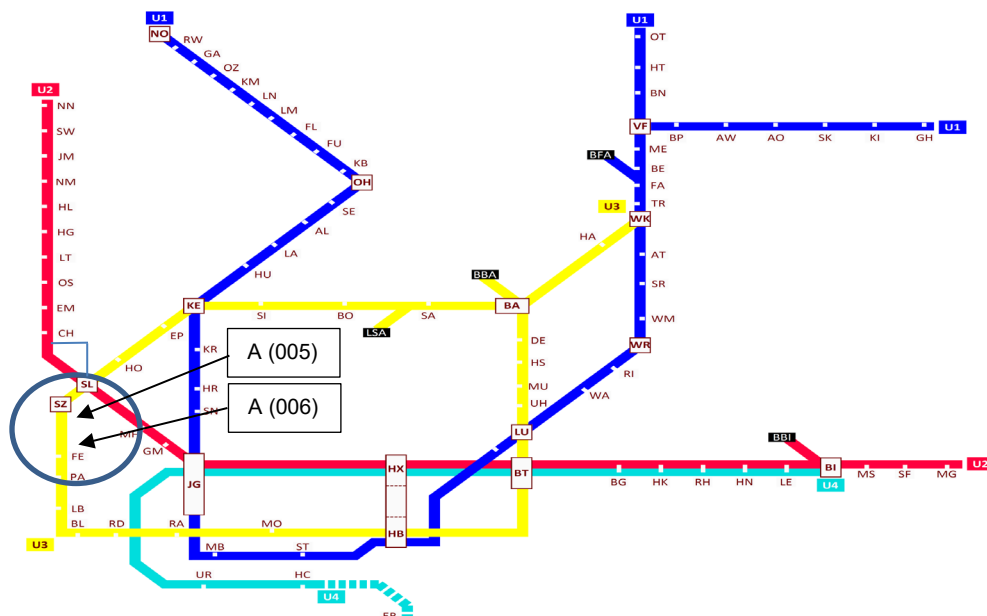 U1
NO
RW
GA
OZ
KM
LN
LM
FL
FU
KB
OH
SE
AL
LA
HU
KE
U1
OT
HT
BN
VF
BP
AW
AO
SK
KI
GH
U1
ME
BE
BFA
FA
TR
U3
WK
HA
AT
SR
WM
WR
RI
WA
U2
NN
SW
JM
NM
HL
HG
LT
OS
EM
CH
SL
SZ
HO
EP
SI
BO
LSA
SA
BBA
BA
DE
HS
MU
UH
LU
BT
KR
HR
SN
A (005)
A (006)
MH
GM
FE
PA
LB
BL
RD
RA
MO
U3
JG
HX
HB
MB
ST
UR
HC
U4
BG
HK
RH
HN
LE
BBI
BI
U4
MS
SF
MG
U2